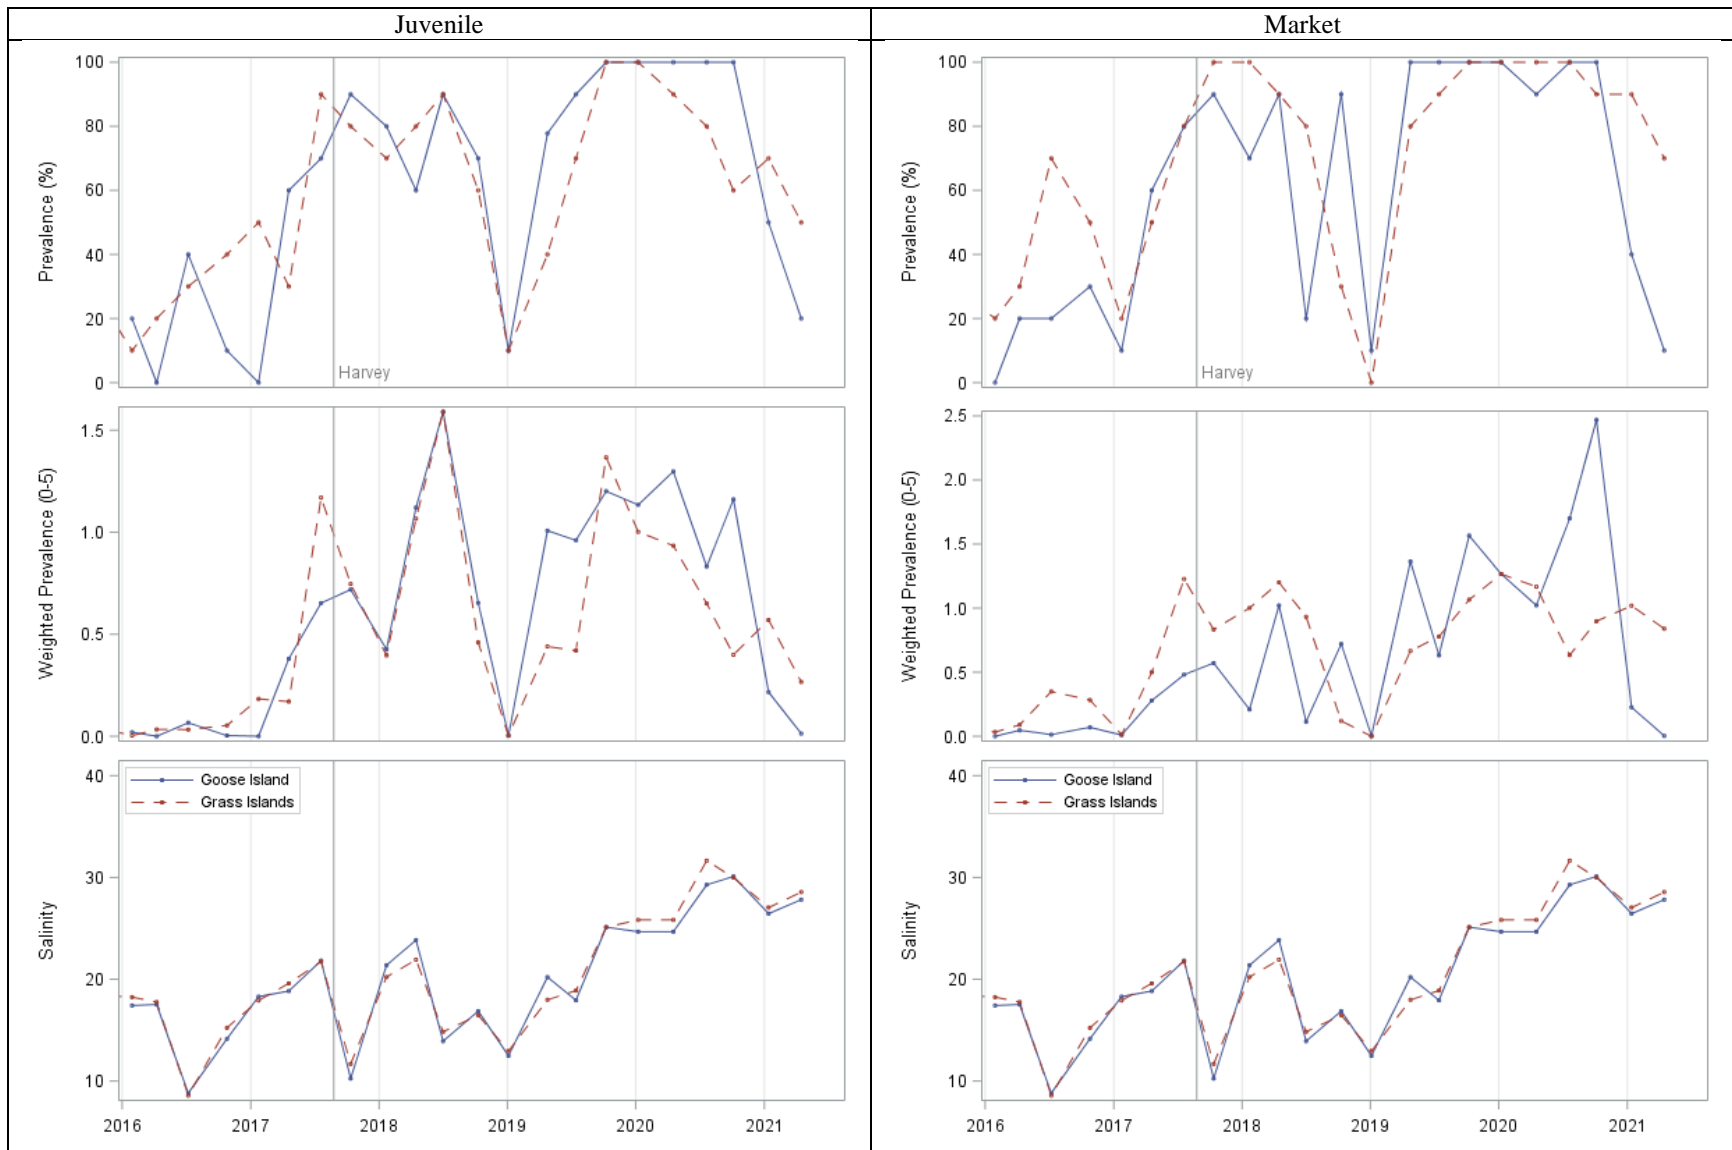 Juvenile
Market
100
80
60
40
20
0
Prevalence (%)
Harvey
1.5
1.0
0.5
0.0
Weighted Prevalence (0-5)
40
30
20
10
Salinity
Goose Island
Grass Islands
2016 2017 2018 2019 2020 2021
100
80
60
40
20
0
Prevalence (%)
Harvey
2.5
2.0
1.5
1.0
0.5
0.0
Weighted Prevalence (0-5)
40
30
20
10
Salinity
Goose Island
Grass Islands
2016 2017 2018 2019 2020 2021